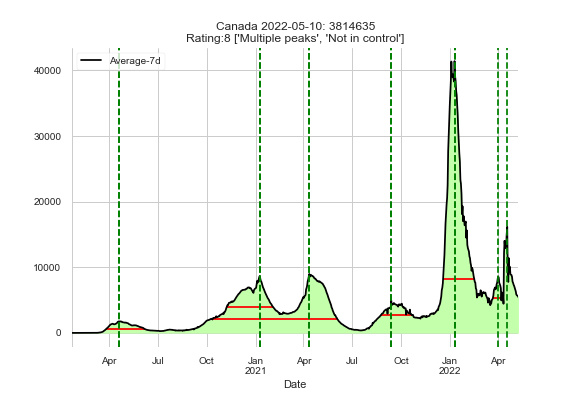 Canada 2022-05-10: 3814635
Rating:8 ['Multiple peaks', 'Not in control']
Average-7d
40000
30000
20000
10000
0
Apr Jul Oct Jan Apr Jul Oct Jan Apr
2021 2022
Date